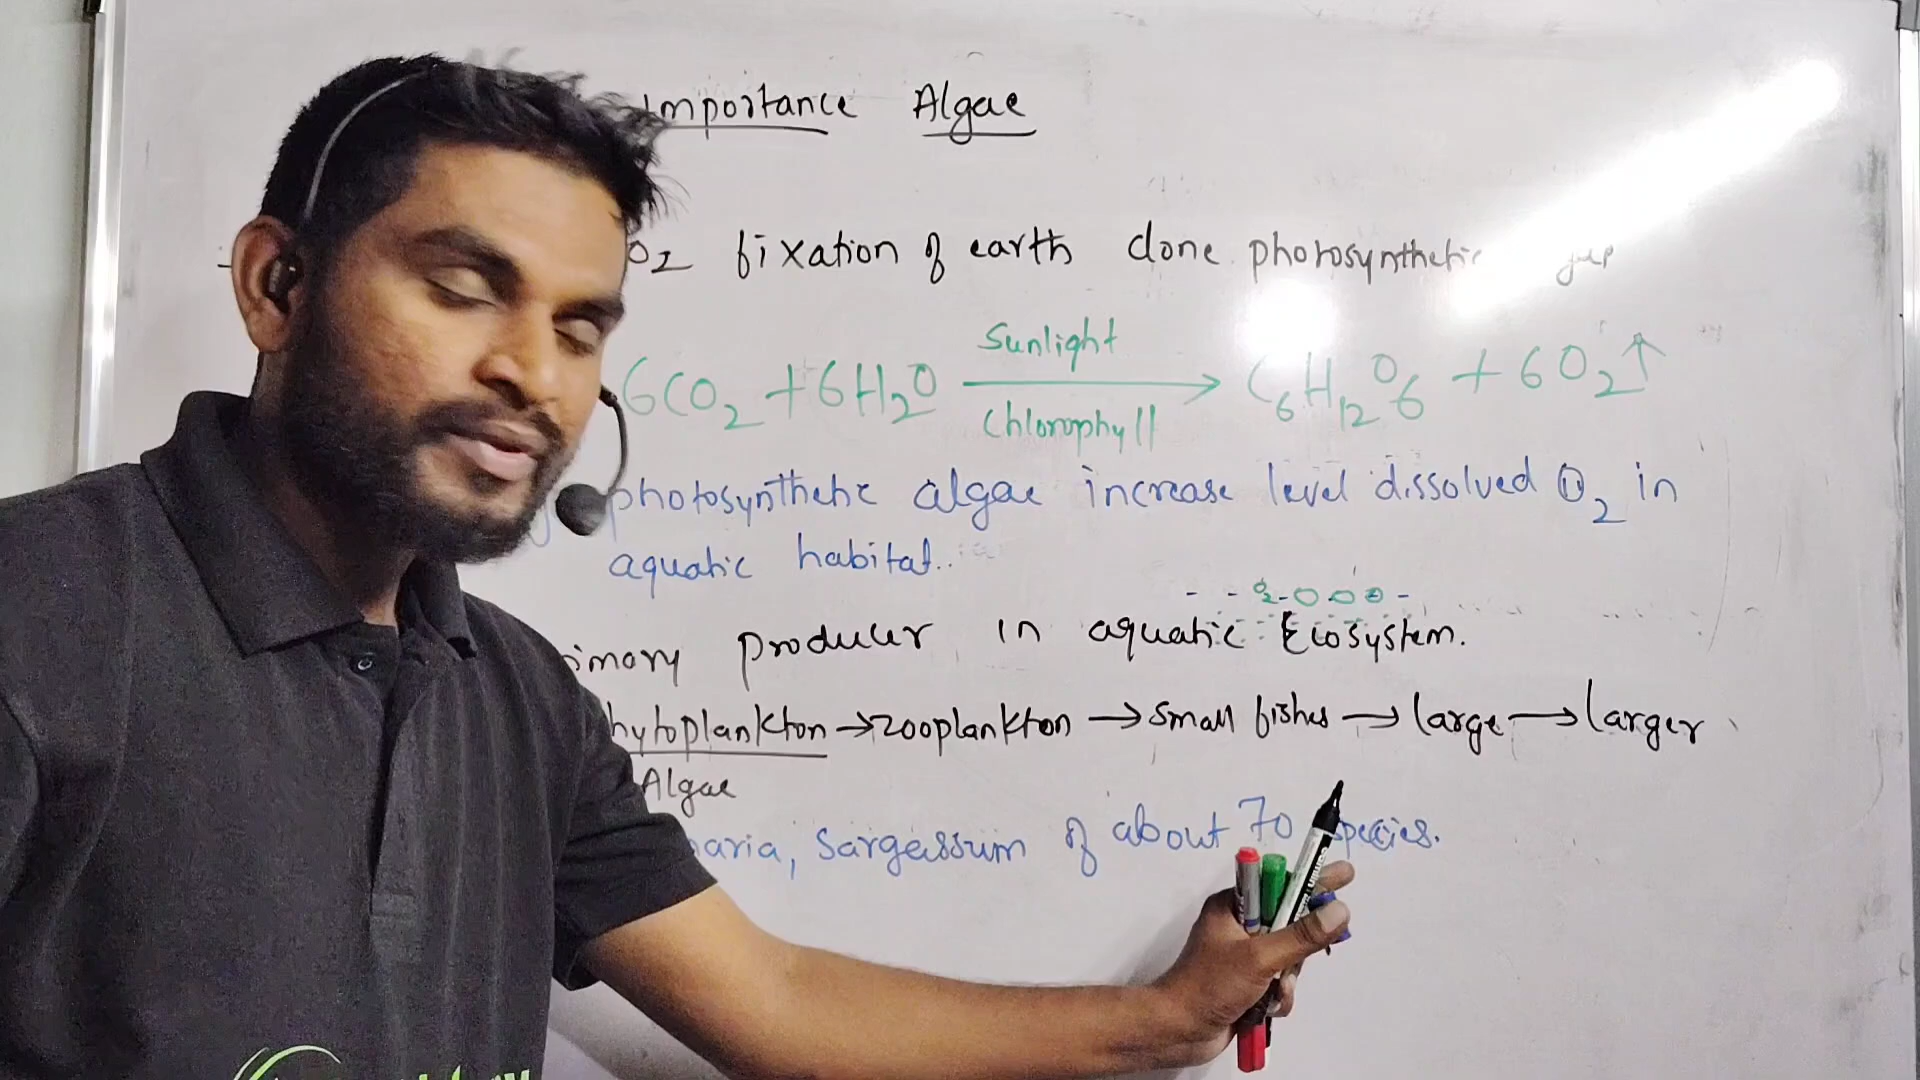 Importance Algae
O2 fixation of earth done photosynthetic
Sunlight
6CO2 + 6H2O → C6H12O6 + 6O2↑
Chlorophyll
photosynthetic algae increase level dissolved O2 in
aquatic habitat..
imary producer in aquatic Ecosystem.
hytoplankton → zooplankton → small fishes → large → larger
Algae
naria, Sargassum of about 70 species.